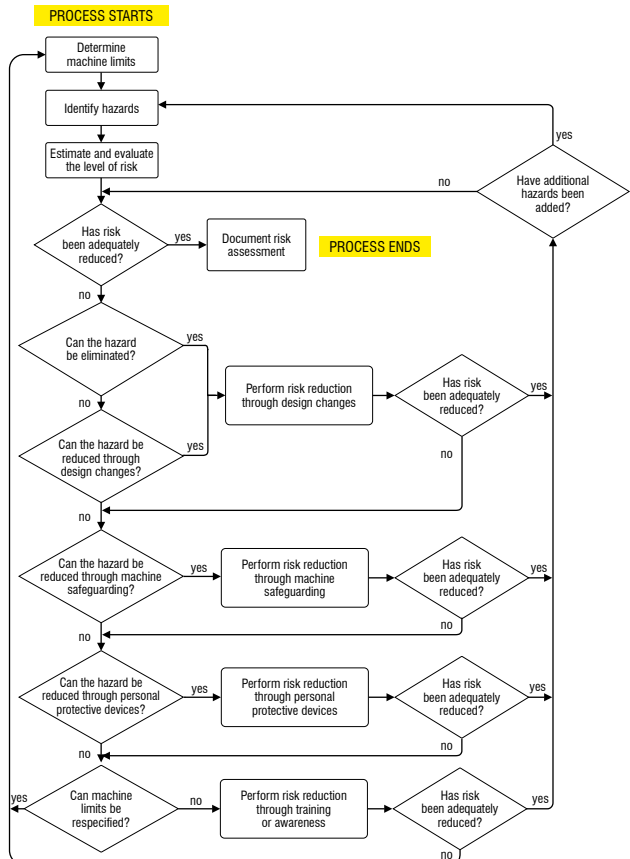 PROCESS STARTS
Determine
machine limits
Identify hazards
yes
Estimate and evaluate
the level of risk
no
Have additional
hazards been
added?
Has risk
been adequately
reduced?
yes
Document risk
assessment
PROCESS ENDS
no
Can the hazard
be eliminated?
yes
no
Can the hazard be
reduced through
design changes?
yes
Perform risk reduction
through design changes
Has risk
been adequately
reduced?
yes
no
no
Can the hazard be
reduced through machine
safeguarding?
yes
Perform risk reduction
through machine
safeguarding
Has risk
been adequately
reduced?
yes
no
no
Can the hazard be
reduced through personal
protective devices?
yes
Perform risk reduction
through personal
protective devices
Has risk
been adequately
reduced?
yes
no
no
yes
Can machine
limits be
respecified?
no
Perform risk reduction
through training
or awareness
Has risk
been adequately
reduced?
yes
no